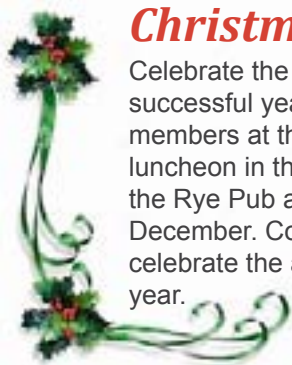 Christm
Celebrate the
successful yea
members at th
luncheon in th
the Rye Pub a
December. Co
celebrate the a
year.